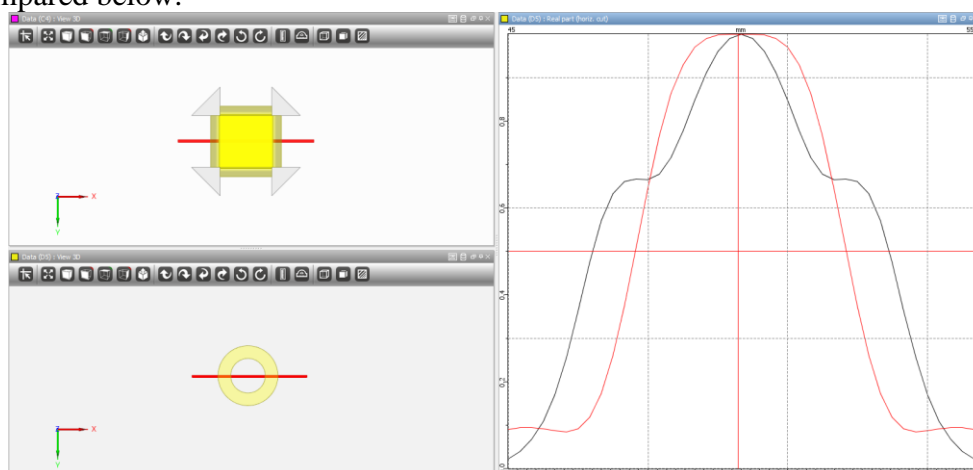 mpared below.
Data (C4) : View 3D
Z X
Y
Data (D5) : View 3D
Z X
Y
Data (D5) : Real part (horiz. cut)
45 mm 55
0,8
0,6
0,4
0,2
0